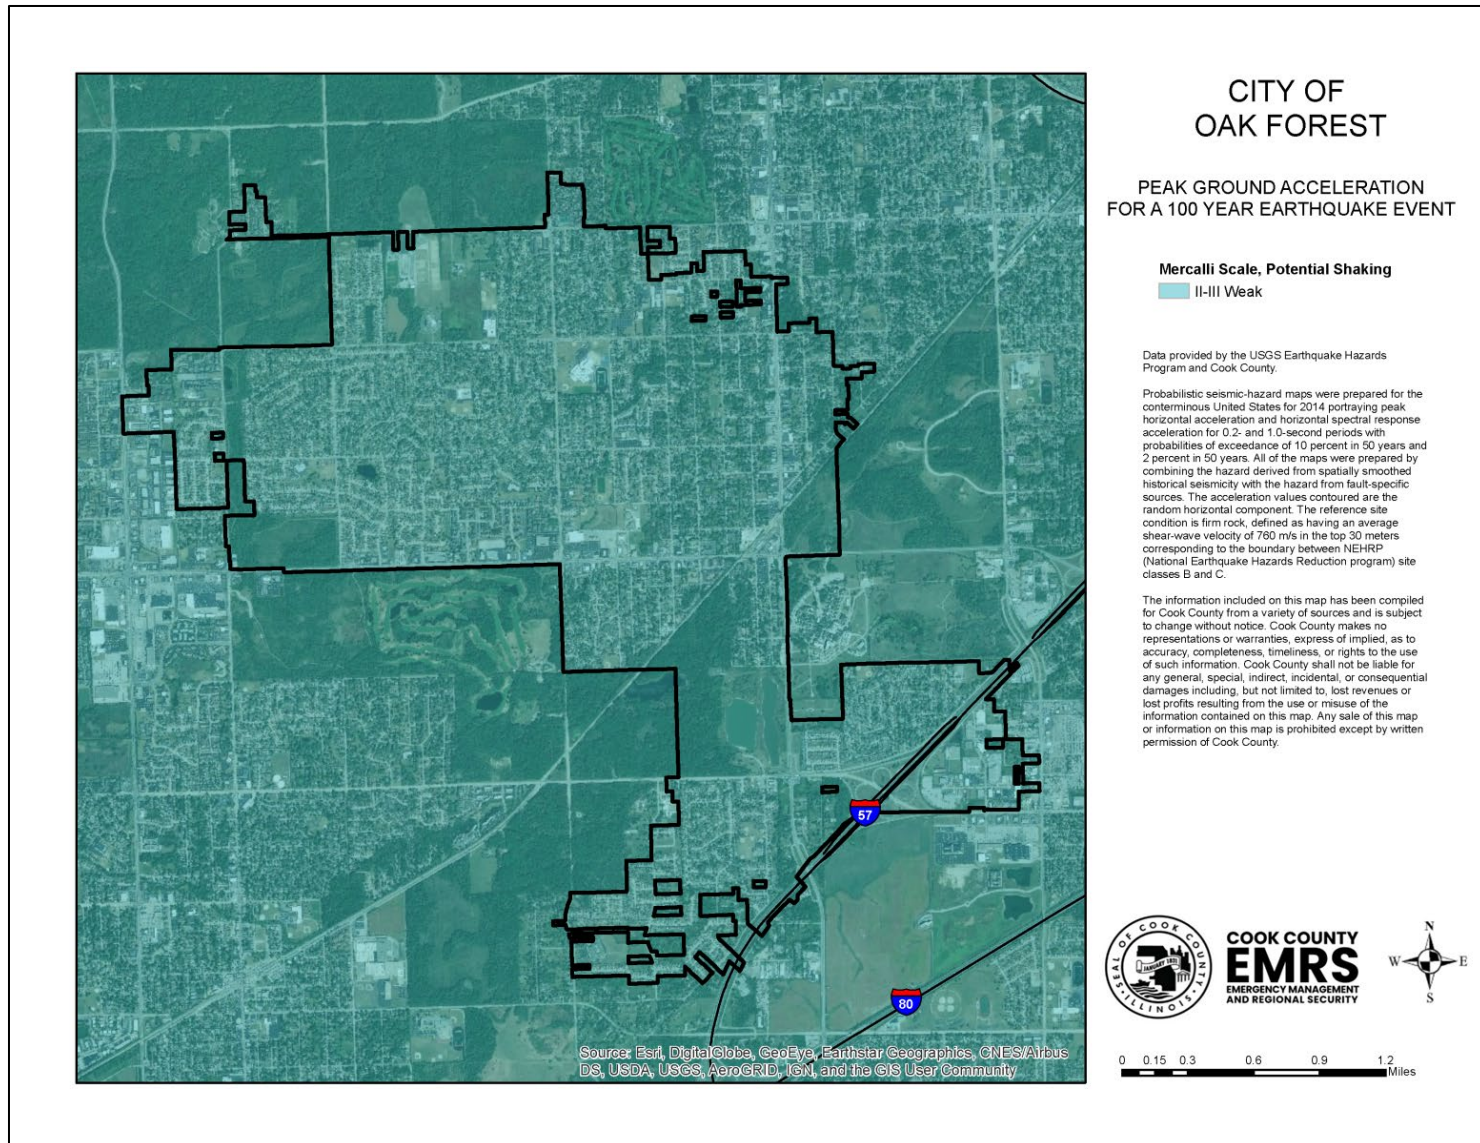 CITY OF
OAK FOREST
PEAK GROUND ACCELERATION
FOR A 100 YEAR EARTHQUAKE EVENT
Mercalli Scale, Potential Shaking
II-III Weak
Data provided by the USGS Earthquake Hazards
Program and Cook County.
Probabilistic seismic-hazard maps were prepared for the
conterminous United States for 2014 portraying peak
horizontal acceleration and horizontal spectral response
acceleration for 0.2- and 1.0-second periods with
probabilities of exceedance of 10 percent in 50 years and
2 percent in 50 years. All of the maps were prepared by
combining the hazard derived from spatially smoothed
historical seismicity with the hazard from fault-specific
sources. The acceleration values contoured are the
random horizontal component. The reference site
condition is firm rock, defined as having an average
shear-wave velocity of 760 m/s in the top 30 meters
corresponding to the boundary between NEHRP
(National Earthquake Hazards Reduction program) site
classes B and C.
The information included on this map has been compiled
for Cook County from a variety of sources and is subject
to change without notice. Cook County makes no
representations or warranties, express of implied, as to
accuracy, completeness, timeliness, or rights to the use
of such information. Cook County shall not be liable for
any general, special, indirect, incidental, or consequential
damages including, but not limited to, lost revenues or
lost profits resulting from the use or misuse of the
information contained on this map. Any sale of this map
or information on this map is prohibited except by written
permission of Cook County.
57
80
Source: Esri, DigitalGlobe, GeoEye, Earthstar Geographics, CNES/Airbus
DS, USDA, USGS, AeroGRID, IGN, and the GIS User Community
SEAL OF COOK COUNTY
JANUARY 1831
ILLINOIS
COOK COUNTY
EMRS
EMERGENCY MANAGEMENT
AND REGIONAL SECURITY
N
W E
S
0 0.15 0.3 0.6 0.9 1.2
Miles